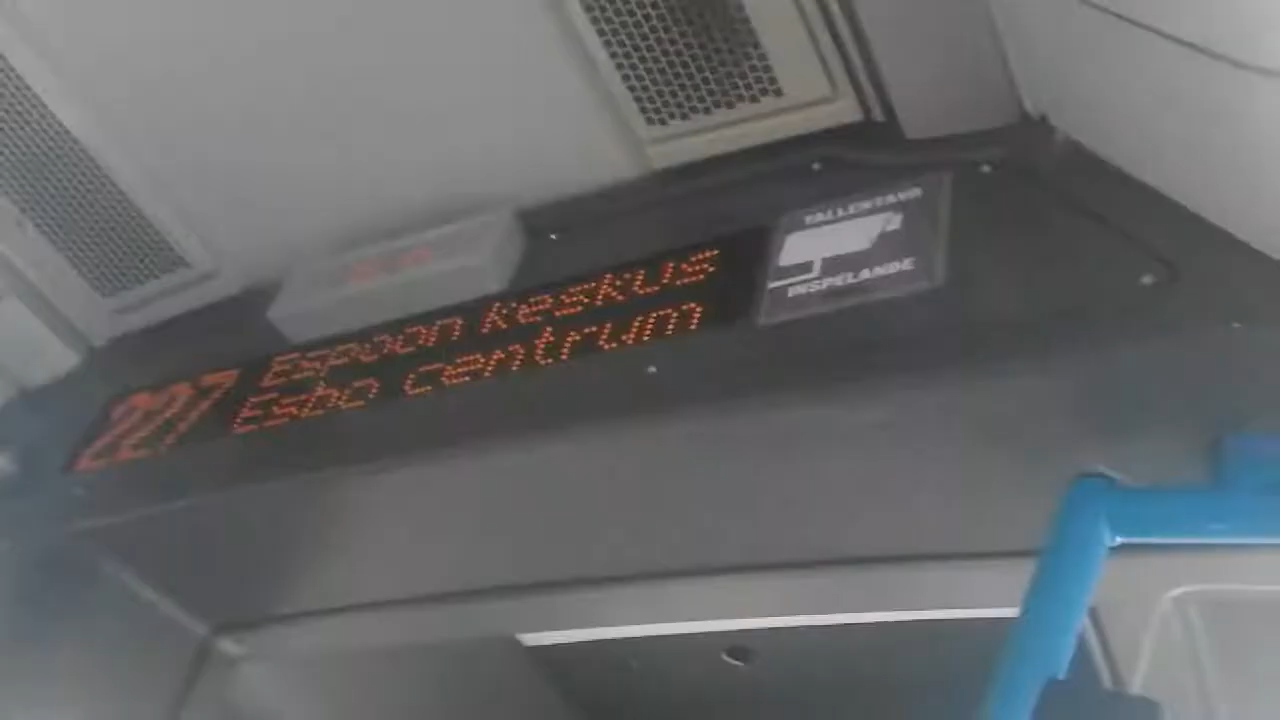 227
Espoon keskus
Esbo centrum
TALLENTAVA
INSPELANDE